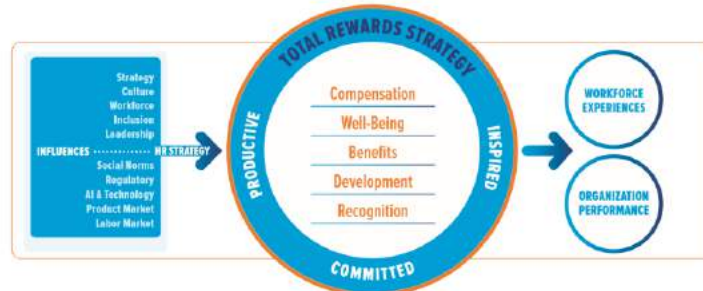 Strategy
Culture
Workforce
Inclusion
Leadership
INFLUENCES ············ HR STRATEGY
Social Norms
Regulatory
AI & Technology
Product Market
Labor Market
TOTAL REWARDS STRATEGY
PRODUCTIVE
Compensation
Well-Being
Benefits
Development
Recognition
INSPIRED
COMMITTED
WORKFORCE
EXPERIENCES
ORGANIZATION
PERFORMANCE